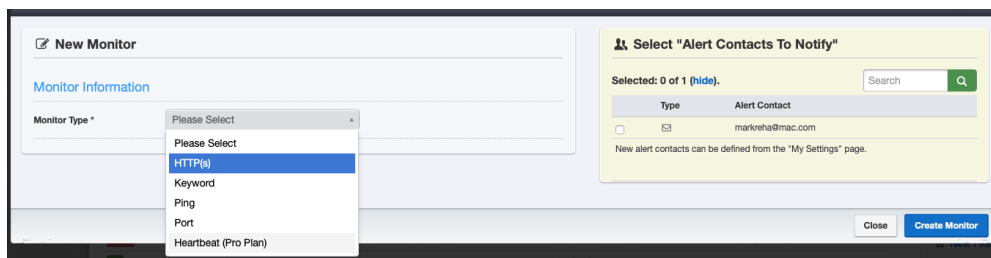 New Monitor
Monitor Information
Monitor Type *
Please Select
Please Select
HTTP(s)
Keyword
Ping
Port
Heartbeat (Pro Plan)
Select "Alert Contacts To Notify"
Selected: 0 of 1 (hide).
Search
Type Alert Contact
markreha@mac.com
New alert contacts can be defined from the "My Settings" page.
Close
Create Monitor